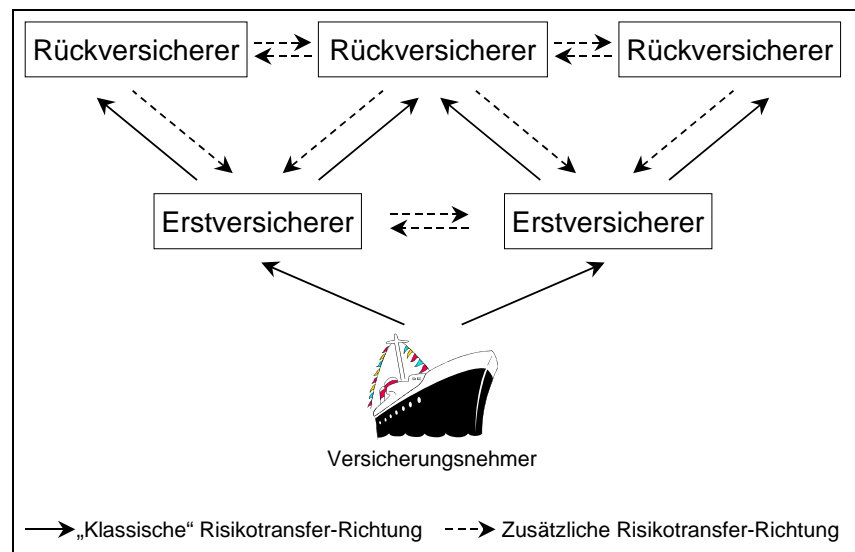 Rückversicherer Rückversicherer Rückversicherer
Erstversicherer Erstversicherer
Versicherungsnehmer
„Klassische“ Risikotransfer-Richtung Zusätzliche Risikotransfer-Richtung